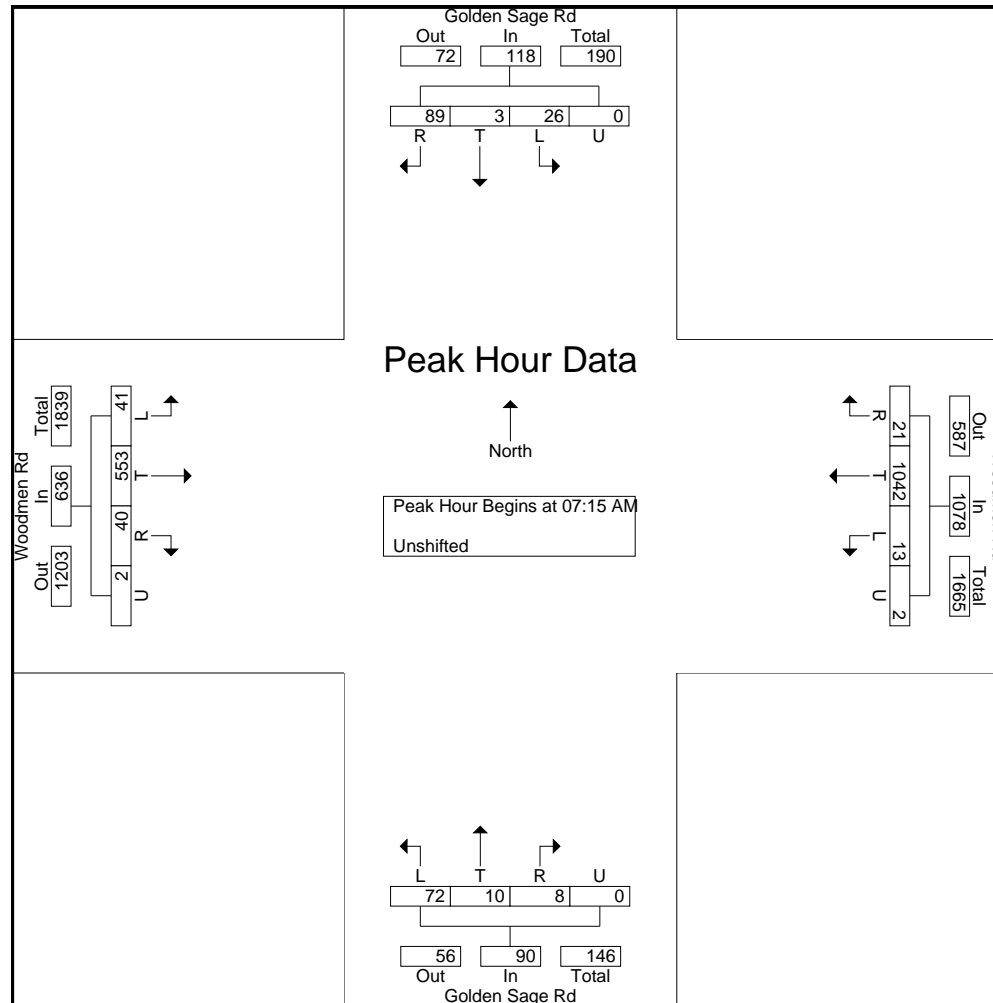 Golden Sage Rd
Out In Total
72 118 190
89 3 26 0
R T L U
Peak Hour Data
North
Peak Hour Begins at 07:15 AM
Unshifted
Woodmen Rd
Total In Out
1839 636 1203
41 553 40 2
L T R U
Out In Total
587 1078 1665
21 1042 13 2
R T L U
L T R U
72 10 8 0
56 90 146
Out In Total
Golden Sage Rd